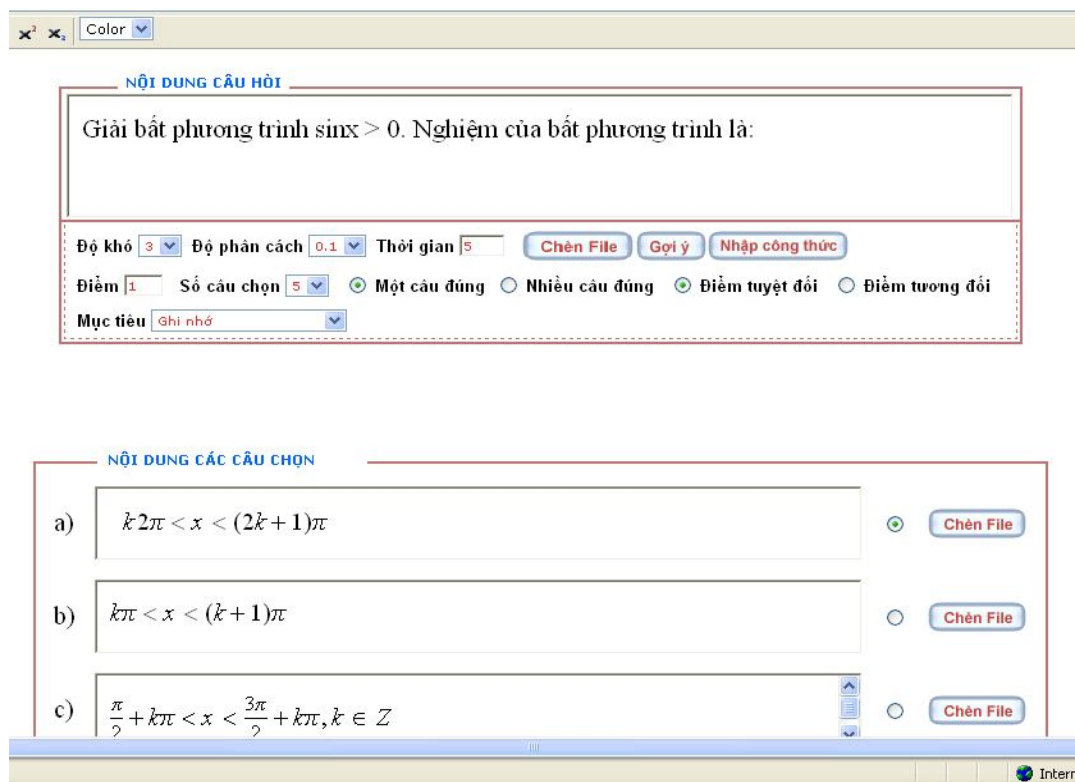 x² x₂ Color
NỘI DUNG CÂU HỎI
Giải bất phương trình sinx > 0. Nghiệm của bất phương trình là:
Độ khó 3 Độ phân cách 0.1 Thời gian 5 Chèn File Gợi ý Nhập công thức
Điểm 1 Số câu chọn 5 Một câu đúng Nhiều câu đúng Điểm tuyệt đối Điểm tương đối
Mục tiêu Ghi nhớ
NỘI DUNG CÁC CÂU CHỌN
a) k2π < x < (2k+1)π Chèn File
b) kπ < x < (k+1)π Chèn File
c) π/2 + kπ < x < 3π/2 + kπ, k ∈ Z Chèn File
Intern